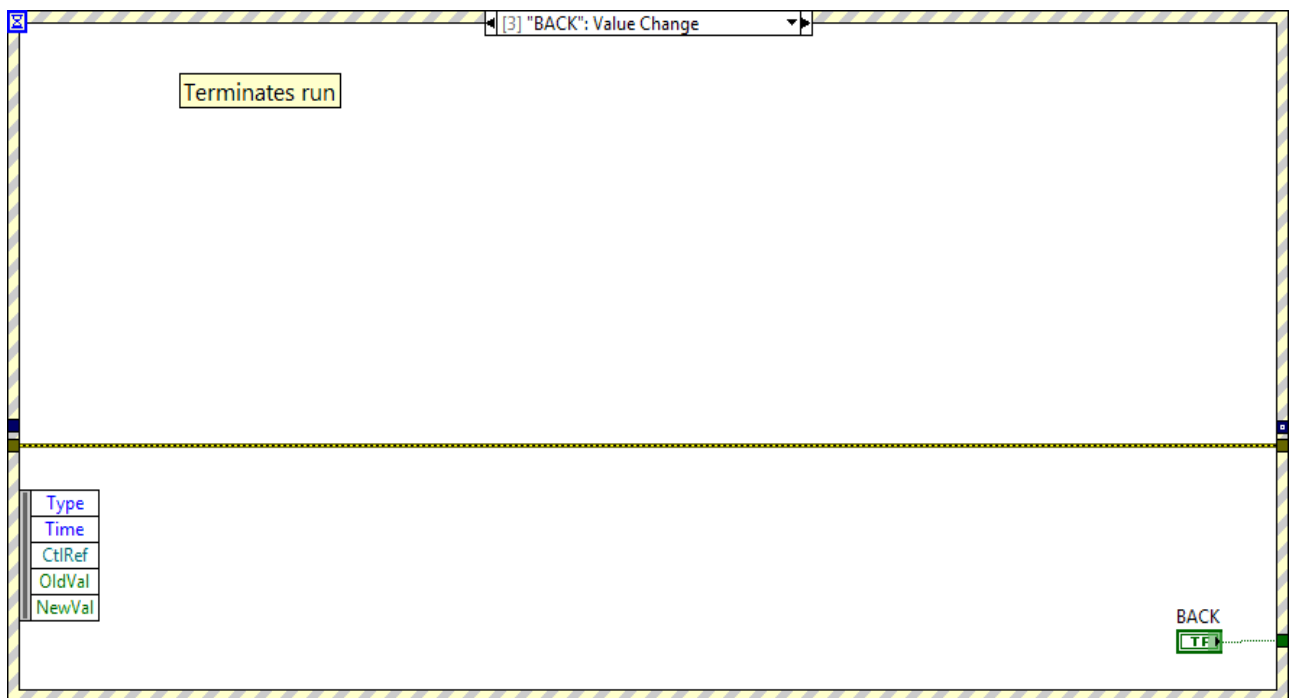 [3] "BACK": Value Change
Terminates run
Type
Time
CtlRef
OldVal
NewVal
BACK
TF